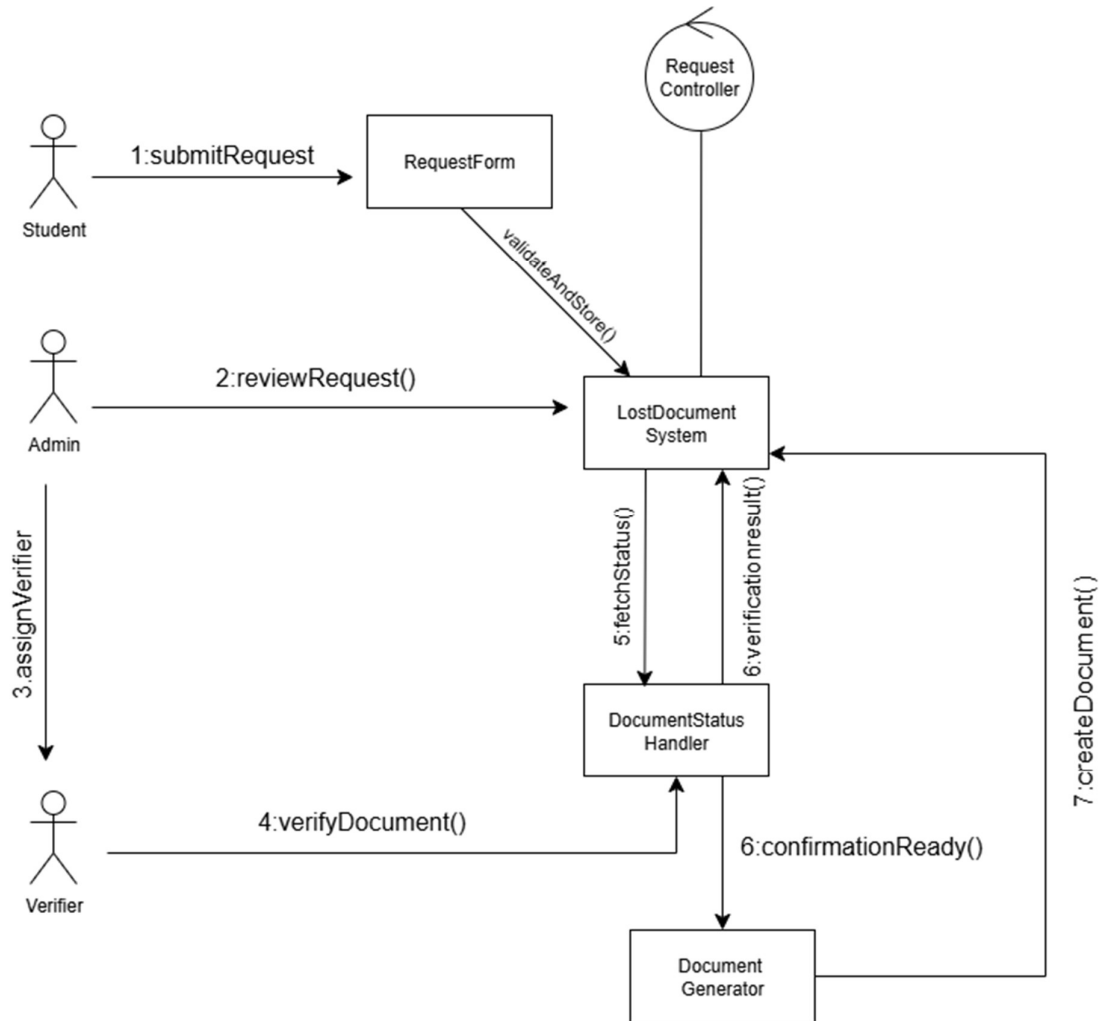 Request
Controller
1:submitRequest
RequestForm
Student
validateAndStore()
2:reviewRequest()
LostDocument
System
Admin
3.assignVerifier
5:fetchStatus()
6:verificationresult()
7:createDocument()
DocumentStatus
Handler
4:verifyDocument()
6:confirmationReady()
Verifier
Document
Generator